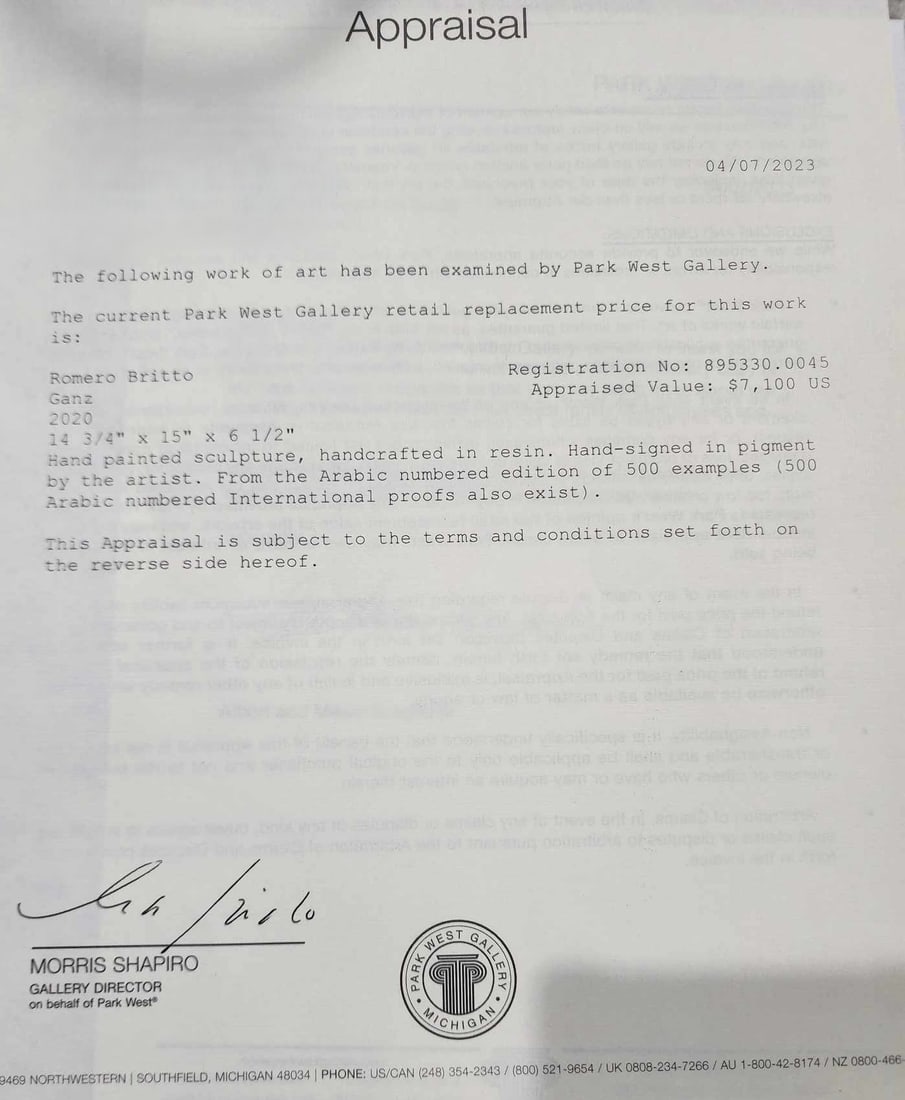 Appraisal
04/07/2023
The following work of art has been examined by Park West Gallery.
The current Park West Gallery retail replacement price for this work
is:
Romero Britto
Registration No: 895330.0045
Ganz
Appraised Value: $7,100 US
2020
14 3/4" x 15" x 6 1/2"
Hand painted sculpture, handcrafted in resin. Hand-signed in pigment
by the artist. From the Arabic numbered edition of 500 examples (500
Arabic numbered International proofs also exist).
This Appraisal is subject to the terms and conditions set forth on
the reverse side hereof.
MORRIS SHAPIRO
GALLERY DIRECTOR
on behalf of Park West®
PARK WEST GALLERY
• MICHIGAN •
9469 NORTHWESTERN | SOUTHFIELD, MICHIGAN 48034 | PHONE: US/CAN (248) 354-2343 / (800) 521-9654 / UK 0808-234-7266 / AU 1-800-42-8174 / NZ 0800-466-